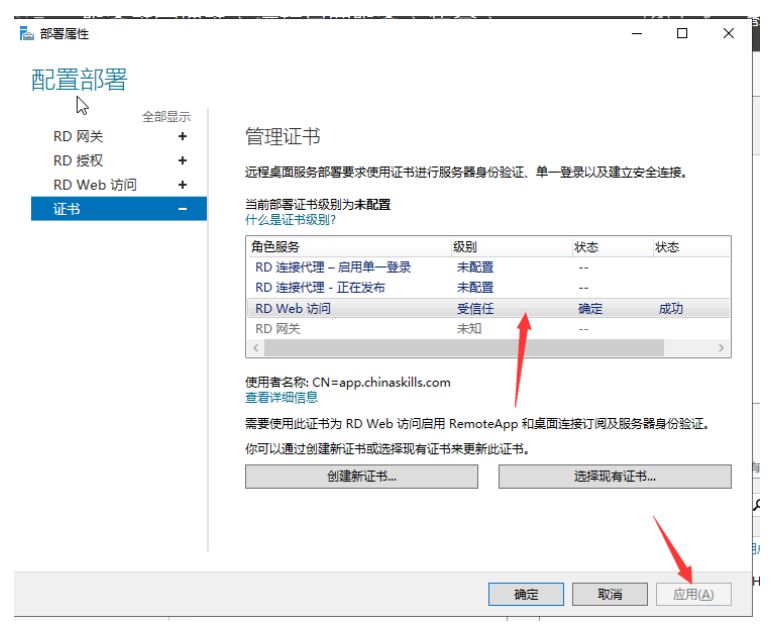 部署属性
配置部署
全部显示
RD 网关 +
RD 授权 +
RD Web 访问 +
证书 −
管理证书
远程桌面服务部署要求使用证书进行服务器身份验证、单一登录以及建立安全连接。
当前部署证书级别为未配置
什么是证书级别?
角色服务 级别 状态 状态
RD 连接代理 – 启用单一登录 未配置 --
RD 连接代理 - 正在发布 未配置 --
RD Web 访问 受信任 确定 成功
RD 网关 未知 --
使用者名称: CN=app.chinaskills.com
查看详细信息
需要使用此证书为 RD Web 访问启用 RemoteApp 和桌面连接订阅及服务器身份验证。
你可以通过创建新证书或选择现有证书来更新此证书。
创建新证书... 选择现有证书...
确定 取消 应用(A)